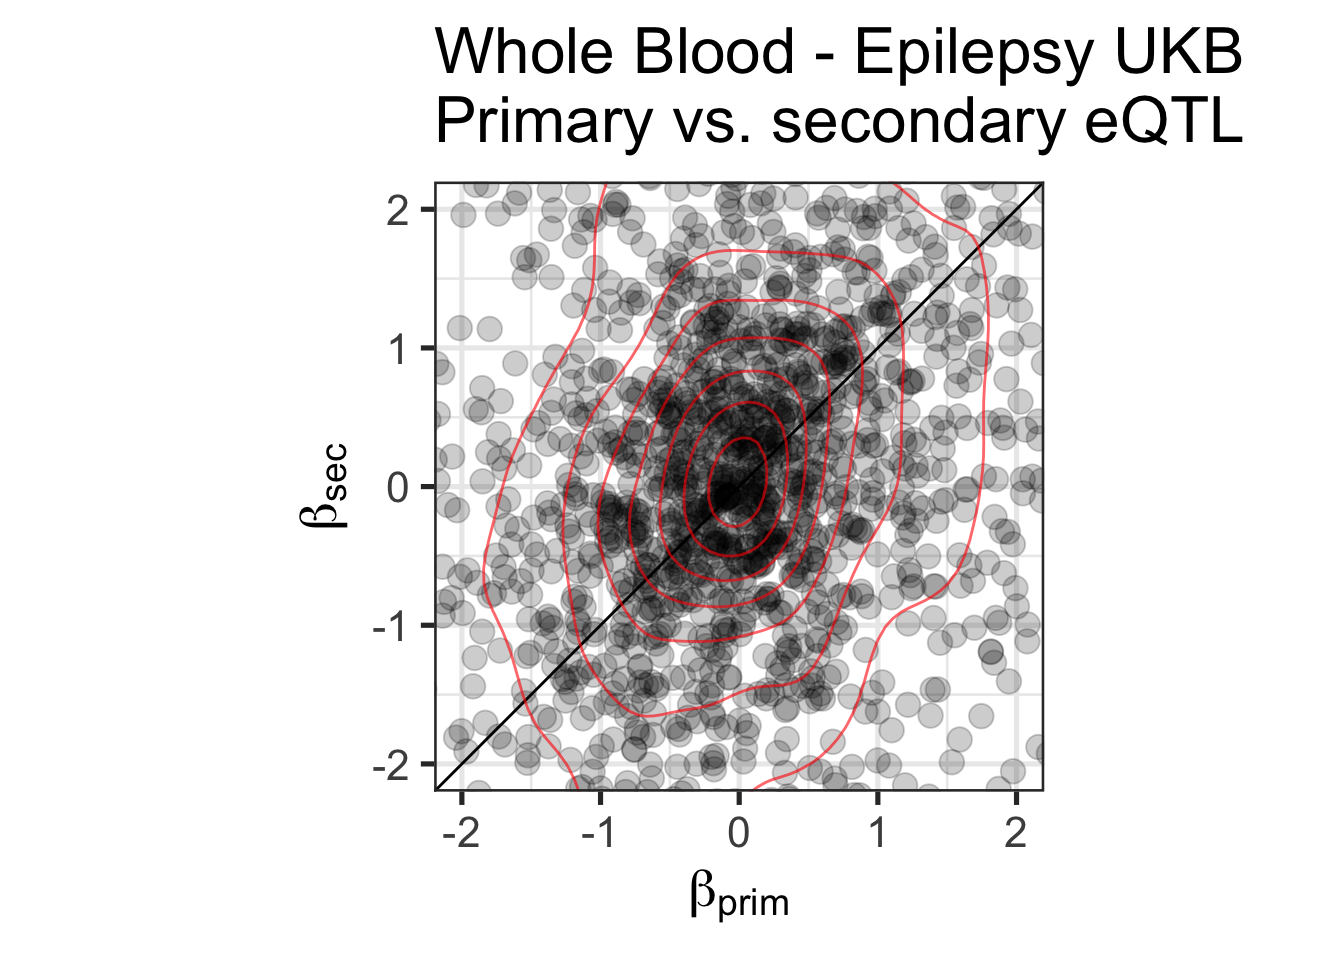 Whole Blood - Epilepsy UKB
Primary vs. secondary eQTL
2
1
0
-1
-2
βsec
-2 -1 0 1 2
βprim